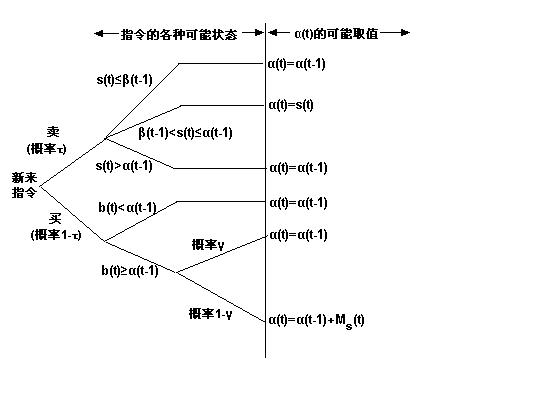 指令的各种可能状态
α(t)的可能取值
s(t)≤β(t-1)
α(t)=α(t-1)
α(t)=s(t)
卖
(概率τ)
β(t-1)<s(t)≤α(t-1)
s(t)>α(t-1)
α(t)=α(t-1)
新来
指令
b(t)<α(t-1)
α(t)=α(t-1)
买
(概率1-τ)
概率γ
α(t)=α(t-1)
b(t)≥α(t-1)
概率1-γ
α(t)=α(t-1)+Ms(t)